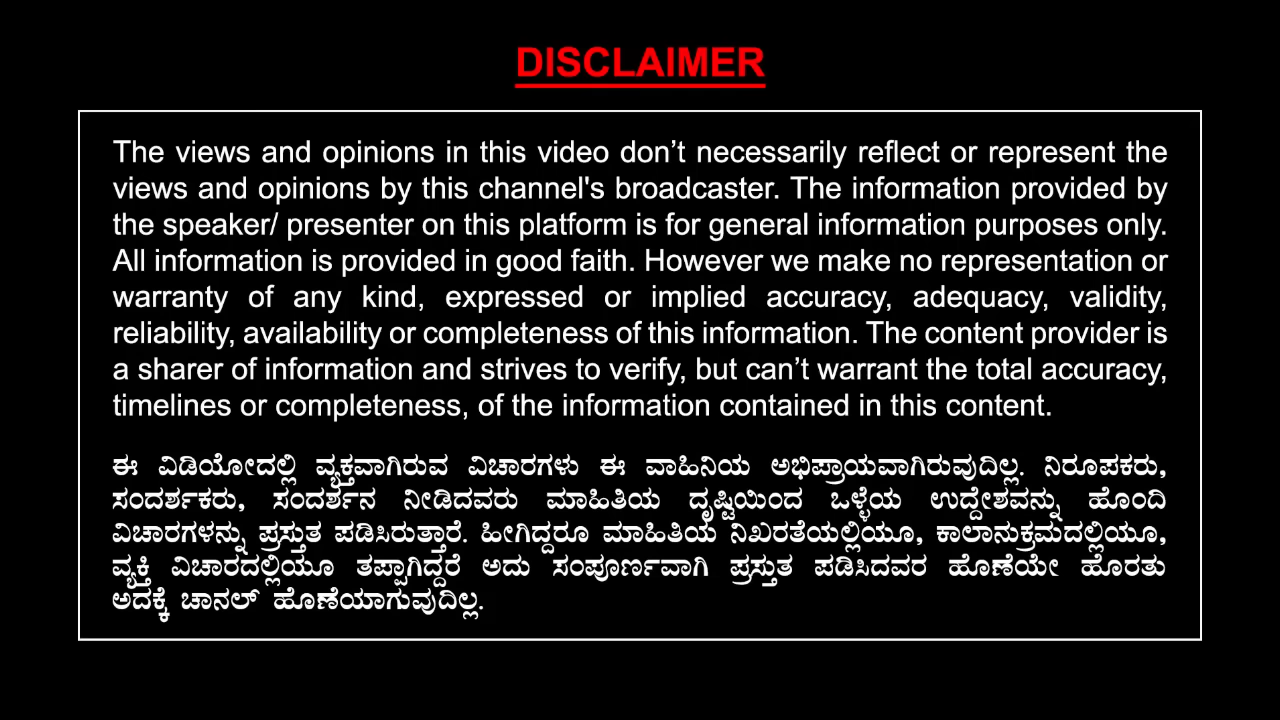 DISCLAIMER
The views and opinions in this video don’t necessarily reflect or represent the
views and opinions by this channel's broadcaster. The information provided by
the speaker/ presenter on this platform is for general information purposes only.
All information is provided in good faith. However we make no representation or
warranty of any kind, expressed or implied accuracy, adequacy, validity,
reliability, availability or completeness of this information. The content provider is
a sharer of information and strives to verify, but can’t warrant the total accuracy,
timelines or completeness, of the information contained in this content.
ಈ ವಿಡಿಯೋದಲ್ಲಿ ವ್ಯಕ್ತವಾಗಿರುವ ವಿಚಾರಗಳು ಈ ವಾಹಿನಿಯ ಅಭಿಪ್ರಾಯವಾಗಿರುವುದಿಲ್ಲ. ನಿರೂಪಕರು,
ಸಂದರ್ಶಕರು, ಸಂದರ್ಶನ ನೀಡಿದವರು ಮಾಹಿತಿಯ ದೃಷ್ಟಿಯಿಂದ ಒಳ್ಳೆಯ ಉದ್ದೇಶವನ್ನು ಹೊಂದಿ
ವಿಚಾರಗಳನ್ನು ಪ್ರಸ್ತುತ ಪಡಿಸಿರುತ್ತಾರೆ. ಹೀಗಿದ್ದರೂ ಮಾಹಿತಿಯ ನಿಖರತೆಯಲ್ಲಿಯೂ, ಕಾಲಾನುಕ್ರಮದಲ್ಲಿಯೂ,
ವ್ಯಕ್ತಿ ವಿಚಾರದಲ್ಲಿಯೂ ತಪ್ಪಾಗಿದ್ದರೆ ಅದು ಸಂಪೂರ್ಣವಾಗಿ ಪ್ರಸ್ತುತ ಪಡಿಸಿದವರ ಹೊಣೆಯೇ ಹೊರತು
ಅದಕ್ಕೆ ಚಾನಲ್ ಹೊಣೆಯಾಗುವುದಿಲ್ಲ.